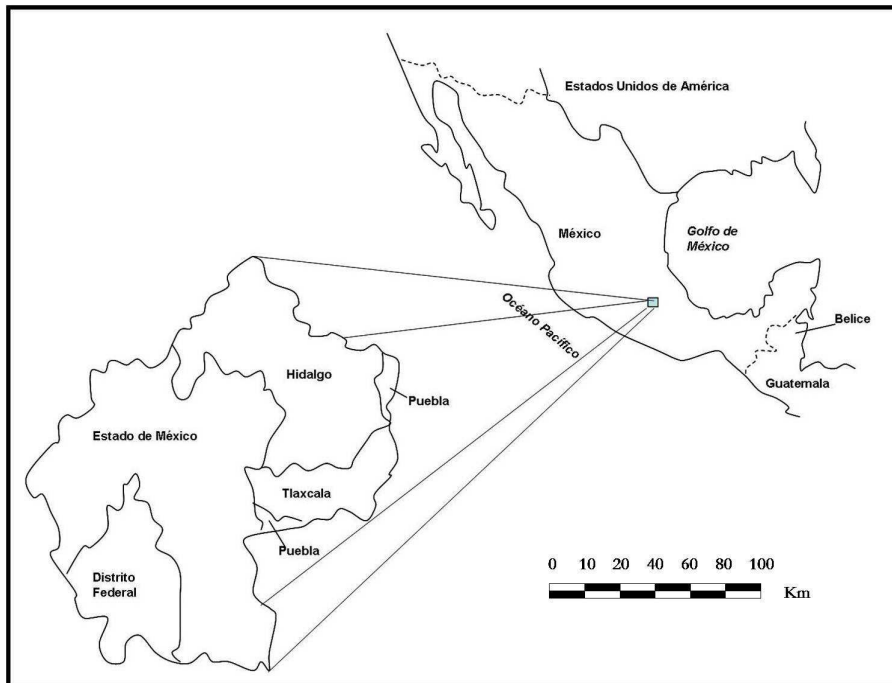 Estados Unidos de América
México
Golfo de
México
Océano Pacífico
Belice
Guatemala
Hidalgo
Puebla
Estado de México
Tlaxcala
Puebla
Distrito
Federal
0 10 20 40 60 80 100
Km